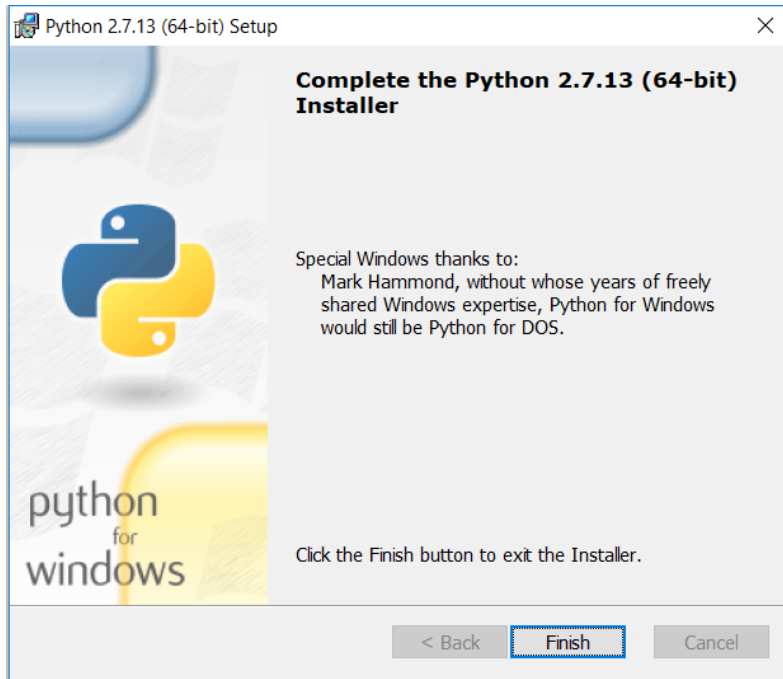 Python 2.7.13 (64-bit) Setup
Complete the Python 2.7.13 (64-bit)
Installer
Special Windows thanks to:
Mark Hammond, without whose years of freely
shared Windows expertise, Python for Windows
would still be Python for DOS.
python
for
windows
Click the Finish button to exit the Installer.
< Back
Finish
Cancel